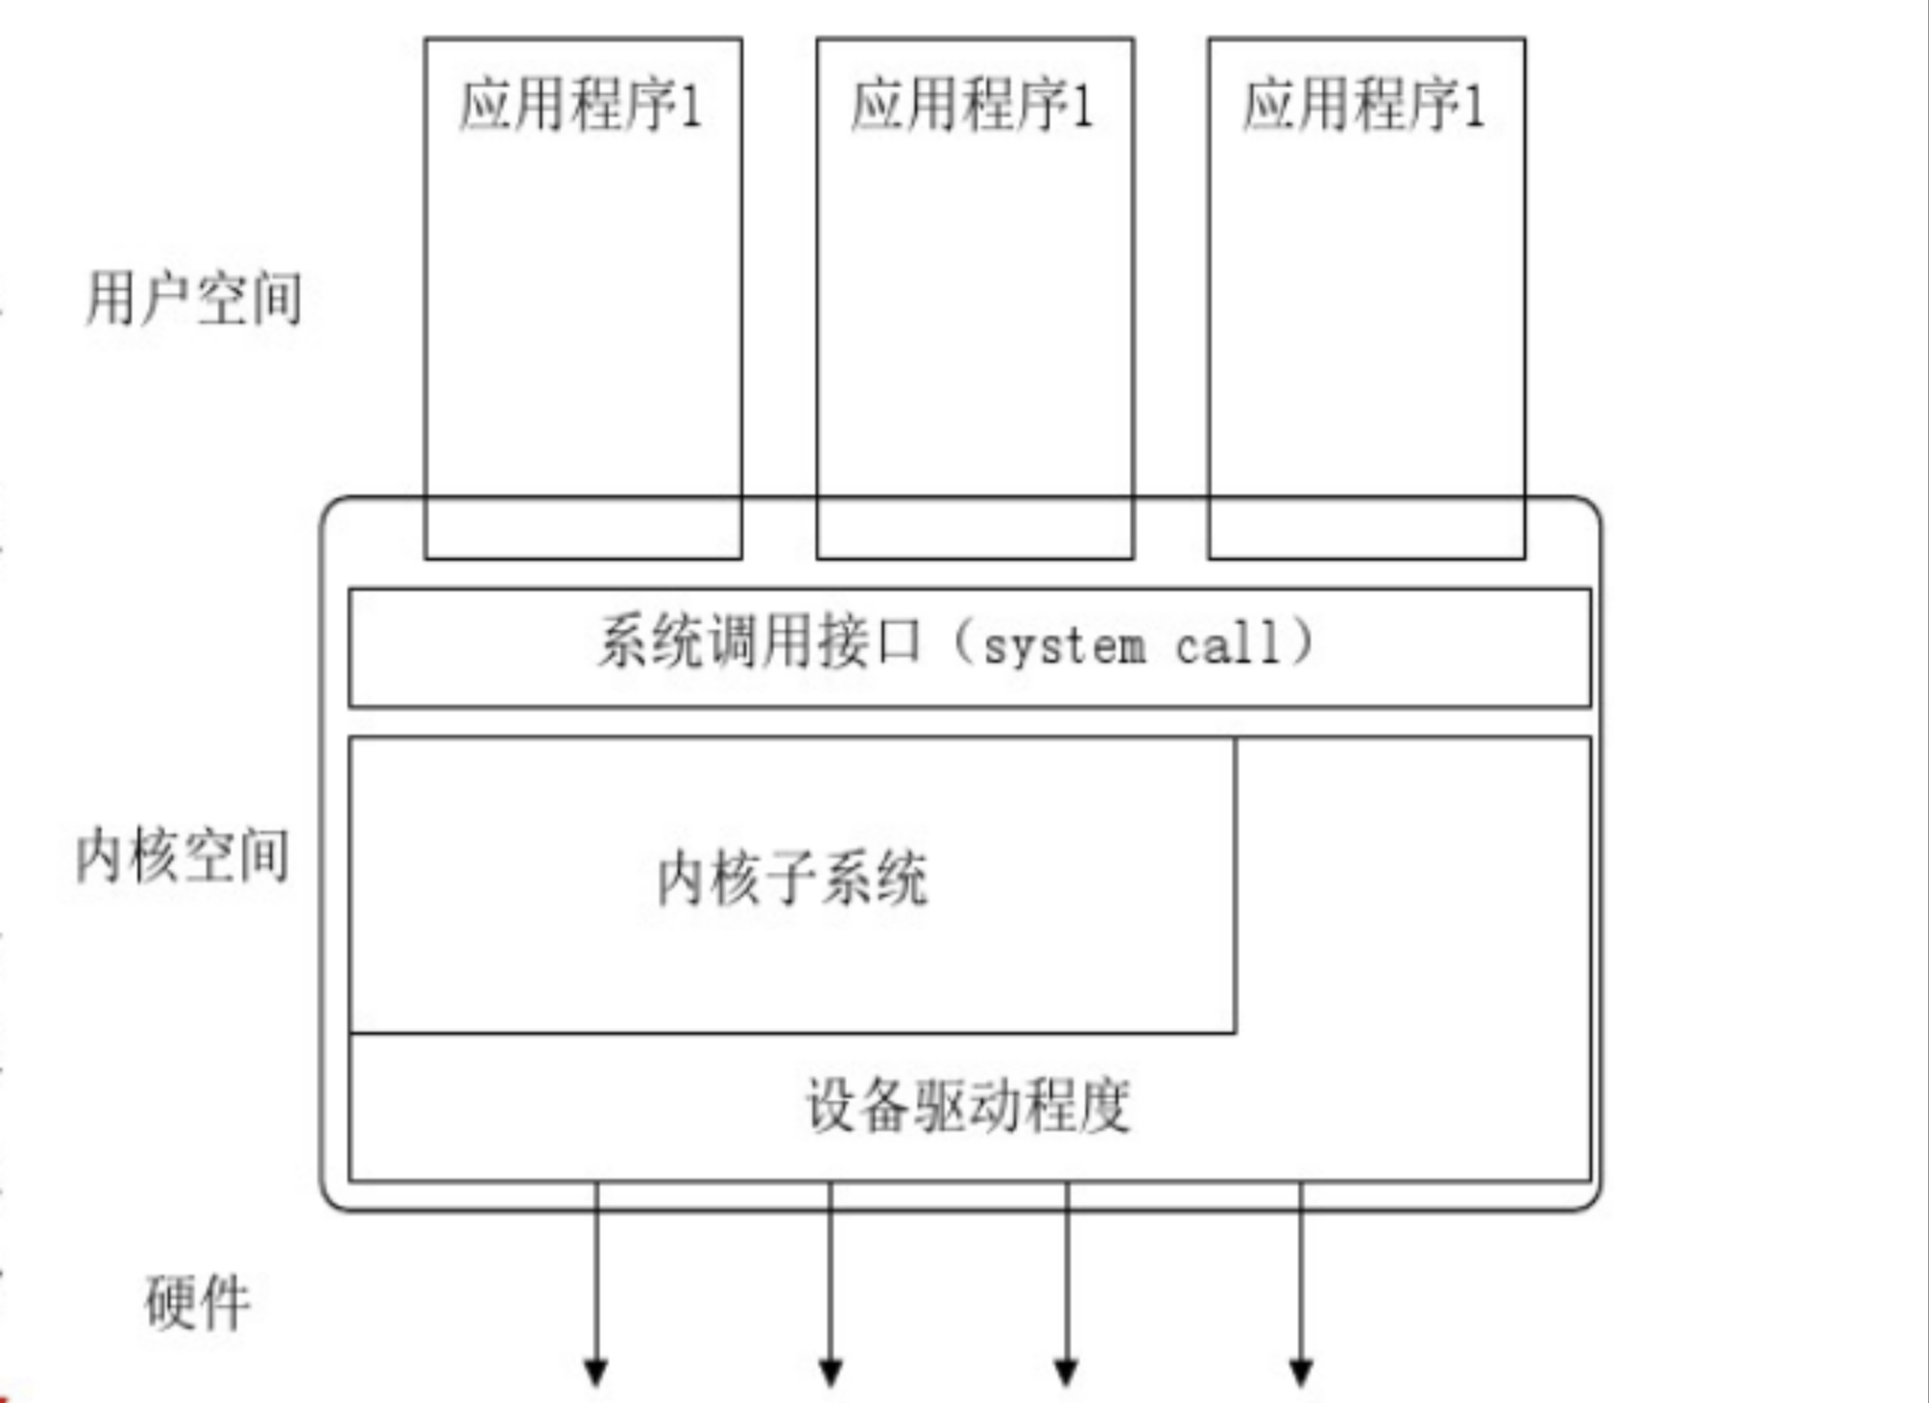 应用程序1
应用程序1
应用程序1
用户空间
系统调用接口（system call）
内核空间
内核子系统
设备驱动程度
硬件